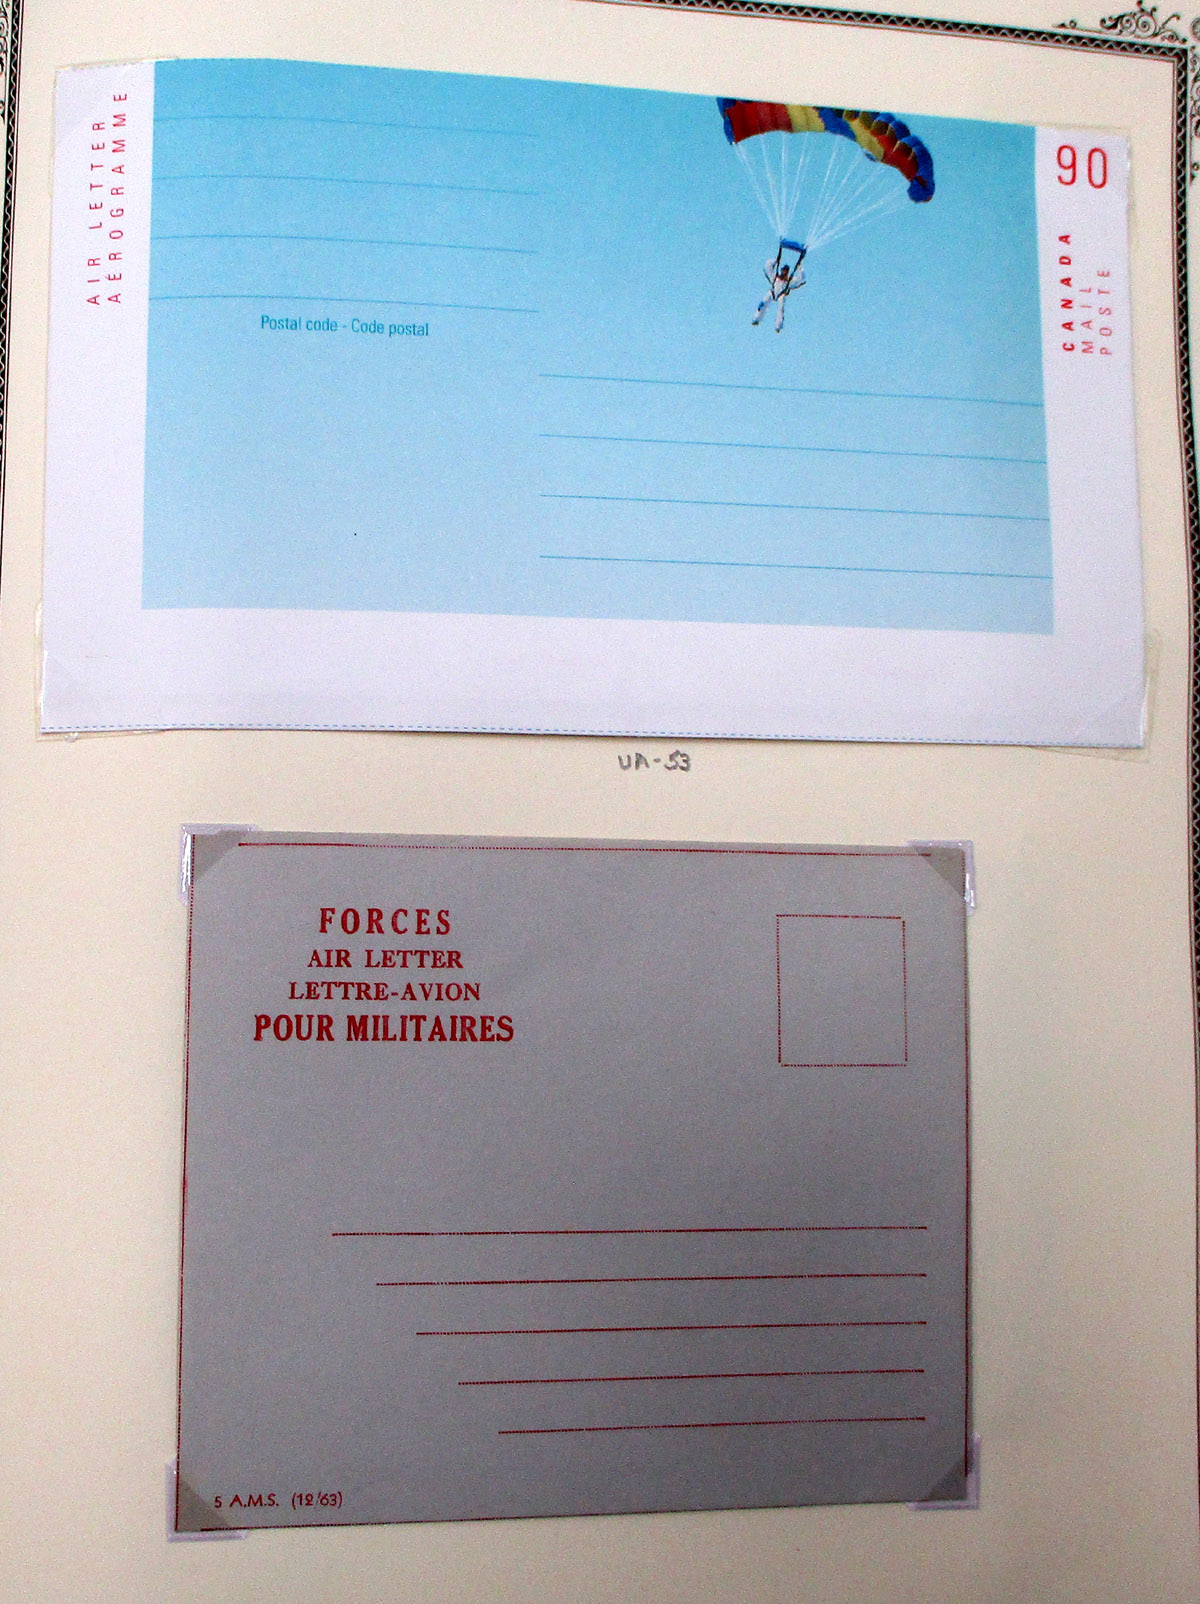 AIR LETTER
AÉROGRAMME
90
CANADA
MAIL
POSTE
Postal code - Code postal
UA-53
FORCES
AIR LETTER
LETTRE-AVION
POUR MILITAIRES
5 A.M.S. (12/63)